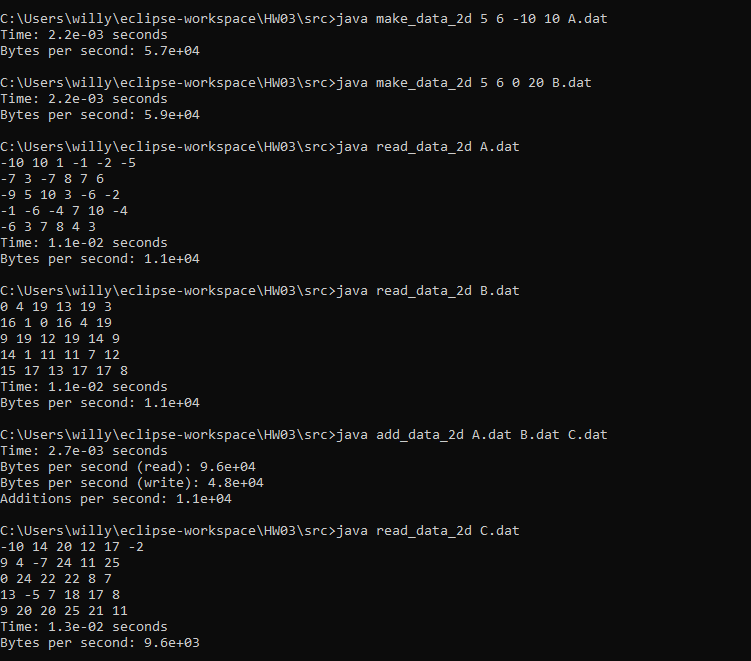 C:\Users\willy\eclipse-workspace\HW03\src>java make_data_2d 5 6 -10 10 A.dat
Time: 2.2e-03 seconds
Bytes per second: 5.7e+04
C:\Users\willy\eclipse-workspace\HW03\src>java make_data_2d 5 6 0 20 B.dat
Time: 2.2e-03 seconds
Bytes per second: 5.9e+04
C:\Users\willy\eclipse-workspace\HW03\src>java read_data_2d A.dat
-10 10 1 -1 -2 -5
-7 3 -7 8 7 6
-9 5 10 3 -6 -2
-1 -6 -4 7 10 -4
-6 3 7 8 4 3
Time: 1.1e-02 seconds
Bytes per second: 1.1e+04
C:\Users\willy\eclipse-workspace\HW03\src>java read_data_2d B.dat
0 4 19 13 19 3
16 1 0 16 4 19
9 19 12 19 14 9
14 1 11 11 7 12
15 17 13 17 17 8
Time: 1.1e-02 seconds
Bytes per second: 1.1e+04
C:\Users\willy\eclipse-workspace\HW03\src>java add_data_2d A.dat B.dat C.dat
Time: 2.7e-03 seconds
Bytes per second (read): 9.6e+04
Bytes per second (write): 4.8e+04
Additions per second: 1.1e+04
C:\Users\willy\eclipse-workspace\HW03\src>java read_data_2d C.dat
-10 14 20 12 17 -2
9 4 -7 24 11 25
0 24 22 22 8 7
13 -5 7 18 17 8
9 20 20 25 21 11
Time: 1.3e-02 seconds
Bytes per second: 9.6e+03